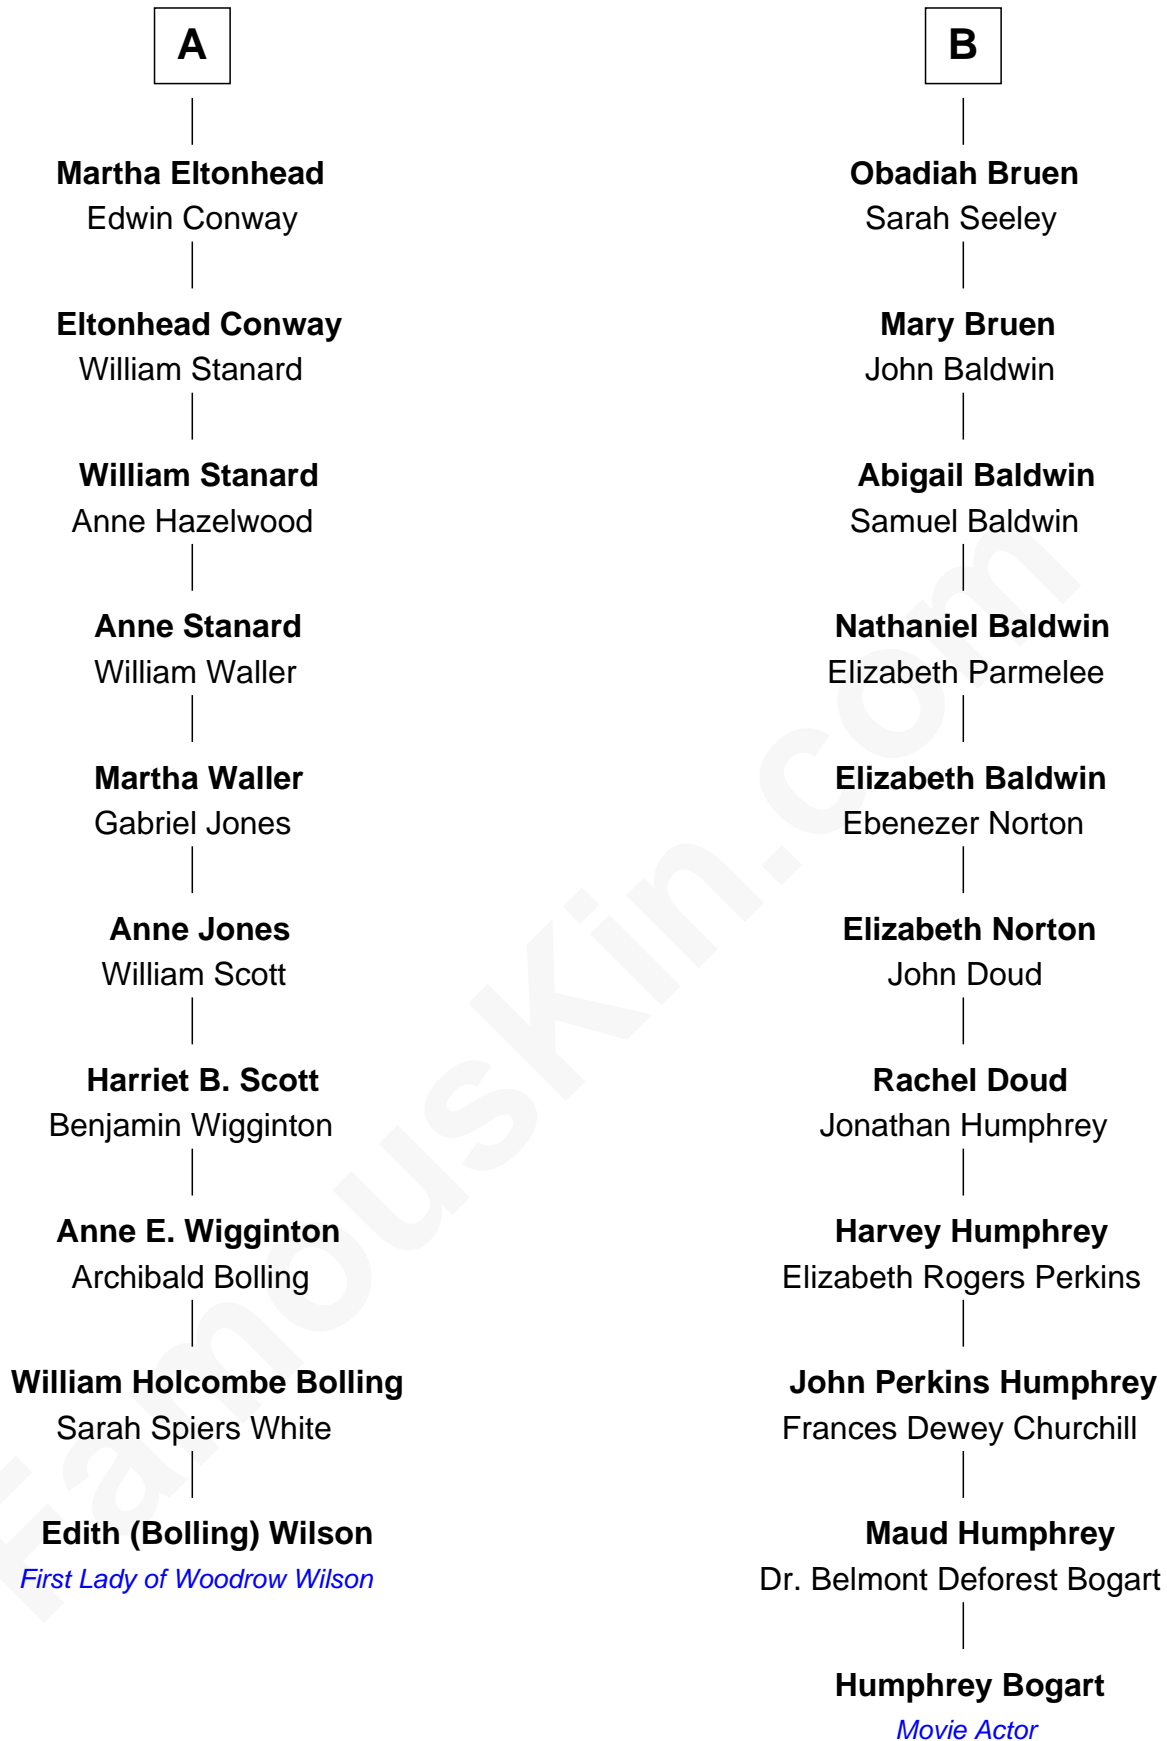 A
Martha Eltonhead
Edwin Conway
Eltonhead Conway
William Stanard
William Stanard
Anne Hazelwood
Anne Stanard
William Waller
Martha Waller
Gabriel Jones
Anne Jones
William Scott
Harriet B. Scott
Benjamin Wigginton
Anne E. Wigginton
Archibald Bolling
William Holcombe Bolling
Sarah Spiers White
Edith (Bolling) Wilson
First Lady of Woodrow Wilson
B
Obadiah Bruen
Sarah Seeley
Mary Bruen
John Baldwin
Abigail Baldwin
Samuel Baldwin
Nathaniel Baldwin
Elizabeth Parmelee
Elizabeth Baldwin
Ebenezer Norton
Elizabeth Norton
John Doud
Rachel Doud
Jonathan Humphrey
Harvey Humphrey
Elizabeth Rogers Perkins
John Perkins Humphrey
Frances Dewey Churchill
Maud Humphrey
Dr. Belmont Deforest Bogart
Humphrey Bogart
Movie Actor
FamousKin.com